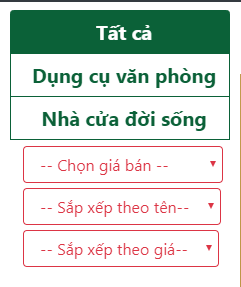 Tất cả
Dụng cụ văn phòng
Nhà cửa đời sống
-- Chọn giá bán --
-- Sắp xếp theo tên--
-- Sắp xếp theo giá--